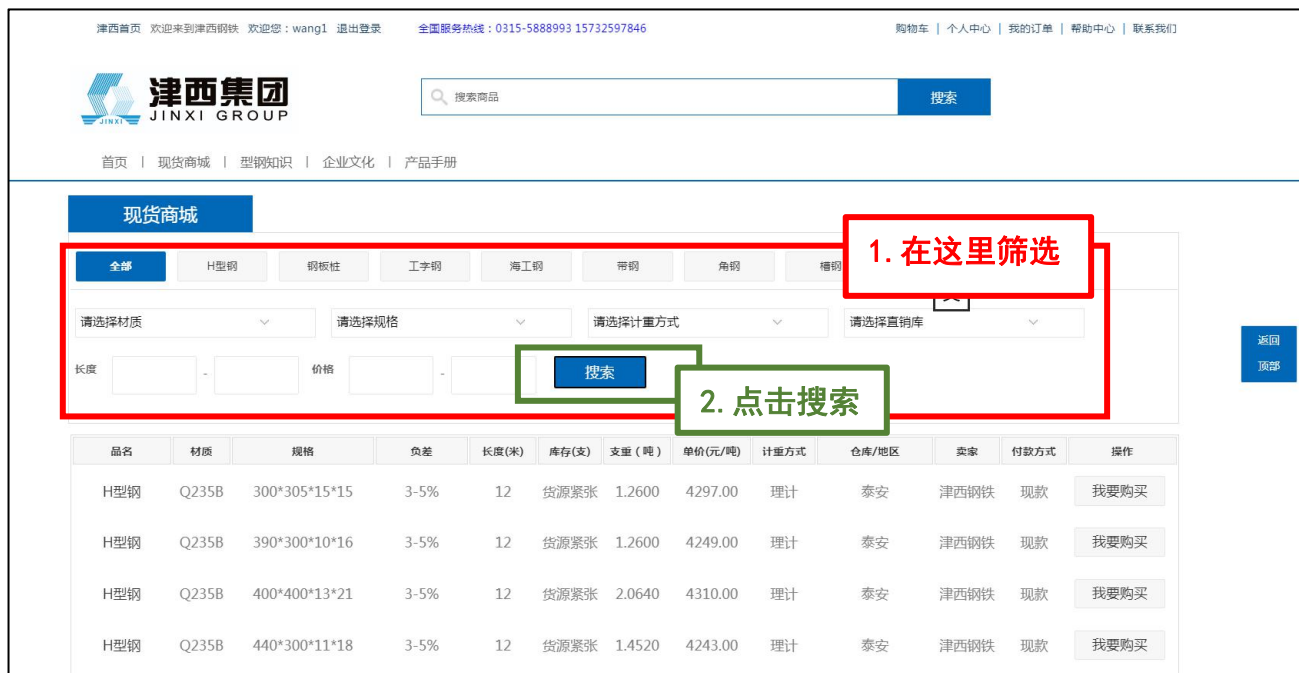 津西首页 欢迎来到津西钢铁 欢迎您：wang1 退出登录 全国服务热线：0315-5888993 15732597846 购物车 | 个人中心 | 我的订单 | 帮助中心 | 联系我们
津西集团
JINXI GROUP
JINXI
搜索商品 搜索
首页 | 现货商城 | 型钢知识 | 企业文化 | 产品手册
现货商城
1.在这里筛选
全部 H型钢 钢板桩 工字钢 海工钢 带钢 角钢 槽钢
请选择材质 请选择规格 请选择计重方式 请选择直销库
返回
顶部
长度 - 价格 - 搜索
2.点击搜索
品名 材质 规格 负差 长度(米) 库存(支) 支重（吨） 单价(元/吨) 计重方式 仓库/地区 卖家 付款方式 操作
H型钢 Q235B 300*305*15*15 3-5% 12 货源紧张 1.2600 4297.00 理计 泰安 津西钢铁 现款 我要购买
H型钢 Q235B 390*300*10*16 3-5% 12 货源紧张 1.2600 4249.00 理计 泰安 津西钢铁 现款 我要购买
H型钢 Q235B 400*400*13*21 3-5% 12 货源紧张 2.0640 4310.00 理计 泰安 津西钢铁 现款 我要购买
H型钢 Q235B 440*300*11*18 3-5% 12 货源紧张 1.4520 4243.00 理计 泰安 津西钢铁 现款 我要购买